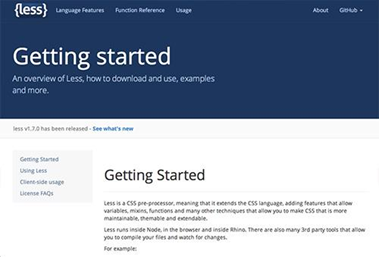 {less}
Language Features
Function Reference
Usage
About
GitHub
Getting started
An overview of Less, how to download and use, examples
and more.
less v1.7.0 has been released - See what's new
Getting Started
Using Less
Client-side usage
License FAQs
Getting Started
Less is a CSS pre-processor, meaning that it extends the CSS language, adding features that allow
variables, mixins, functions and many other techniques that allow you to make CSS that is more
maintainable, themable and extendable.
Less runs inside Node, in the browser and inside Rhino. There are also many 3rd party tools that
allow you to compile your files and watch for changes.
For example: